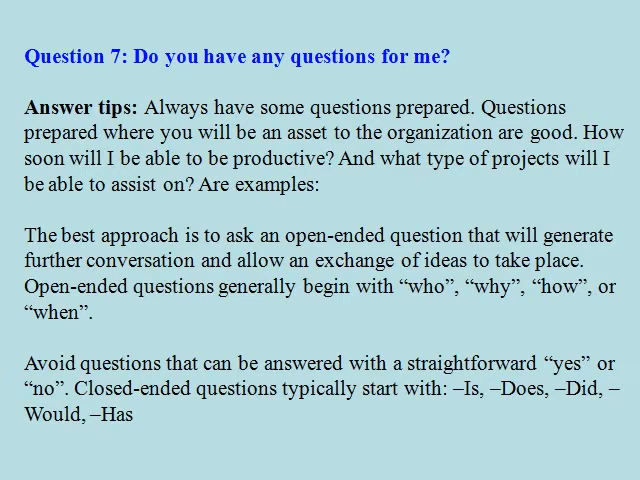 Question 7: Do you have any questions for me?
Answer tips: Always have some questions prepared. Questions
prepared where you will be an asset to the organization are good. How
soon will I be able to be productive? And what type of projects will I
be able to assist on? Are examples:
The best approach is to ask an open-ended question that will generate
further conversation and allow an exchange of ideas to take place.
Open-ended questions generally begin with “who”, “why”, “how”, or
“when”.
Avoid questions that can be answered with a straightforward “yes” or
“no”. Closed-ended questions typically start with: –Is, –Does, –Did, –
Would, –Has